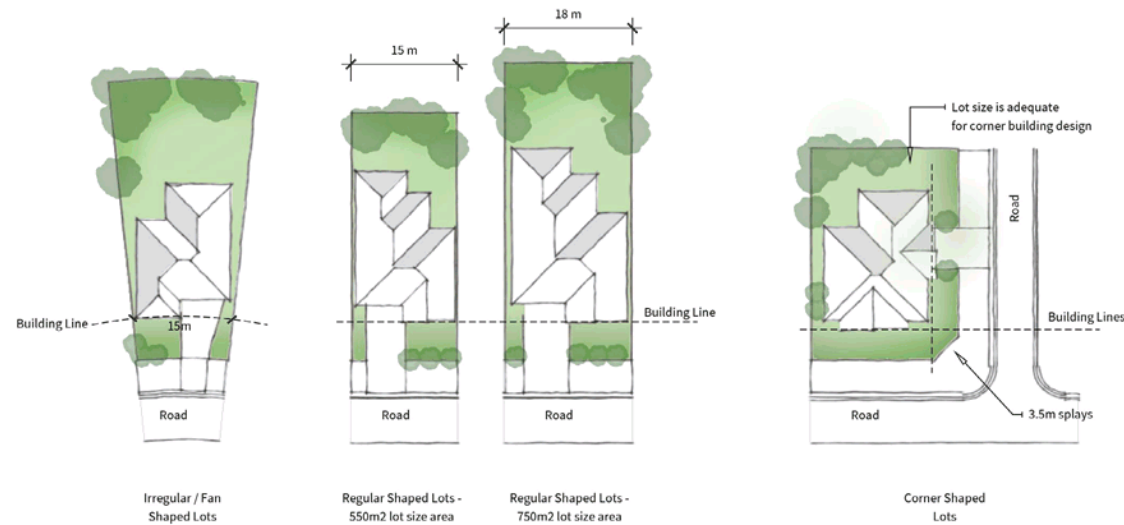 18 m
15 m
Lot size is adequate
for corner building design
Road
Building Line
15m
Building Line
Building Lines
Road
Road
Road
Road
3.5m splays
Irregular / Fan
Shaped Lots
Regular Shaped Lots -
550m2 lot size area
Regular Shaped Lots -
750m2 lot size area
Corner Shaped
Lots